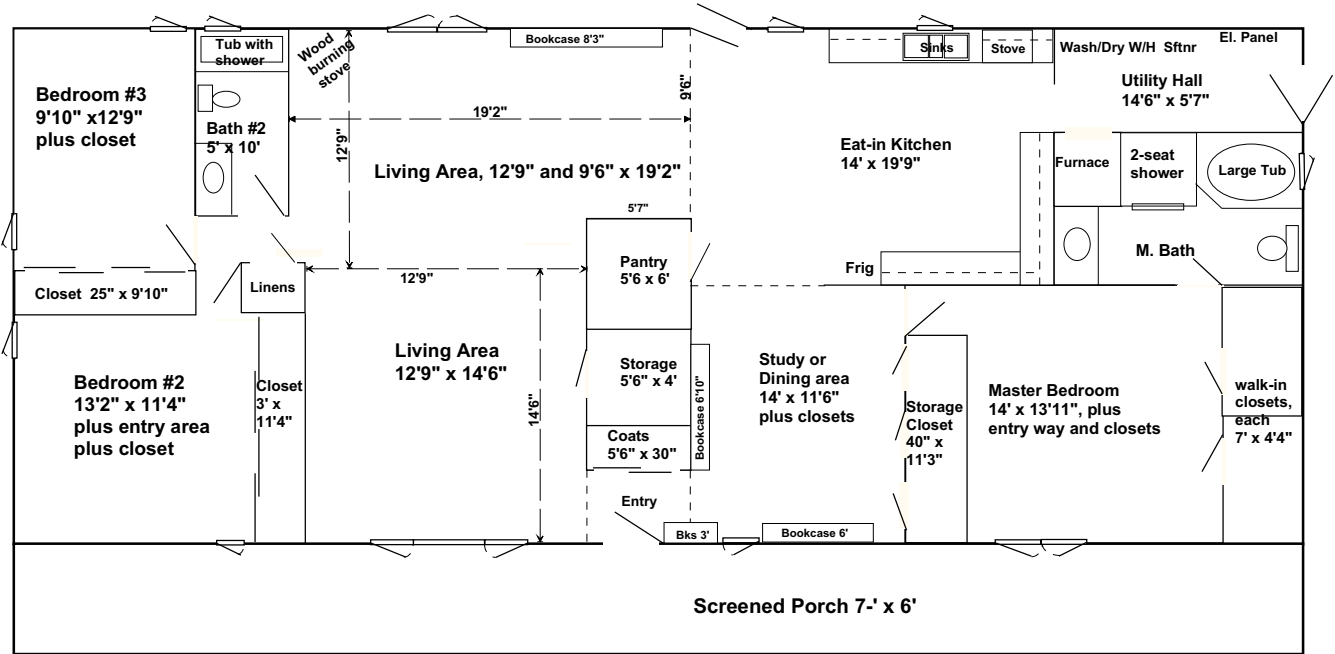 Tub with
shower
Wood
burning
stove
Bookcase 8'3"
Sinks
Stove
Wash/Dry W/H Sftnr
El. Panel
Bedroom #3
9'10" x12'9"
plus closet
Bath #2
5' x 10'
12'9"
19'2"
9'6"
Living Area, 12'9" and 9'6" x 19'2"
Eat-in Kitchen
14' x 19'9"
Utility Hall
14'6" x 5'7"
Furnace
2-seat
shower
Large Tub
5'7"
M. Bath
Closet 25" x 9'10"
Linens
12'9"
Pantry
5'6 x 6'
Frig
Bedroom #2
13'2" x 11'4"
plus entry area
plus closet
Closet
3' x
11'4"
Living Area
12'9" x 14'6"
14'6"
Storage
5'6" x 4'
Coats
5'6" x 30"
Bookcase 6'10"
Study or
Dining area
14' x 11'6"
plus closets
Storage
Closet
40" x
11'3"
Master Bedroom
14' x 13'11", plus
entry way and closets
walk-in
closets,
each
7' x 4'4"
Entry
Bks 3'
Bookcase 6'
Screened Porch 7-' x 6'